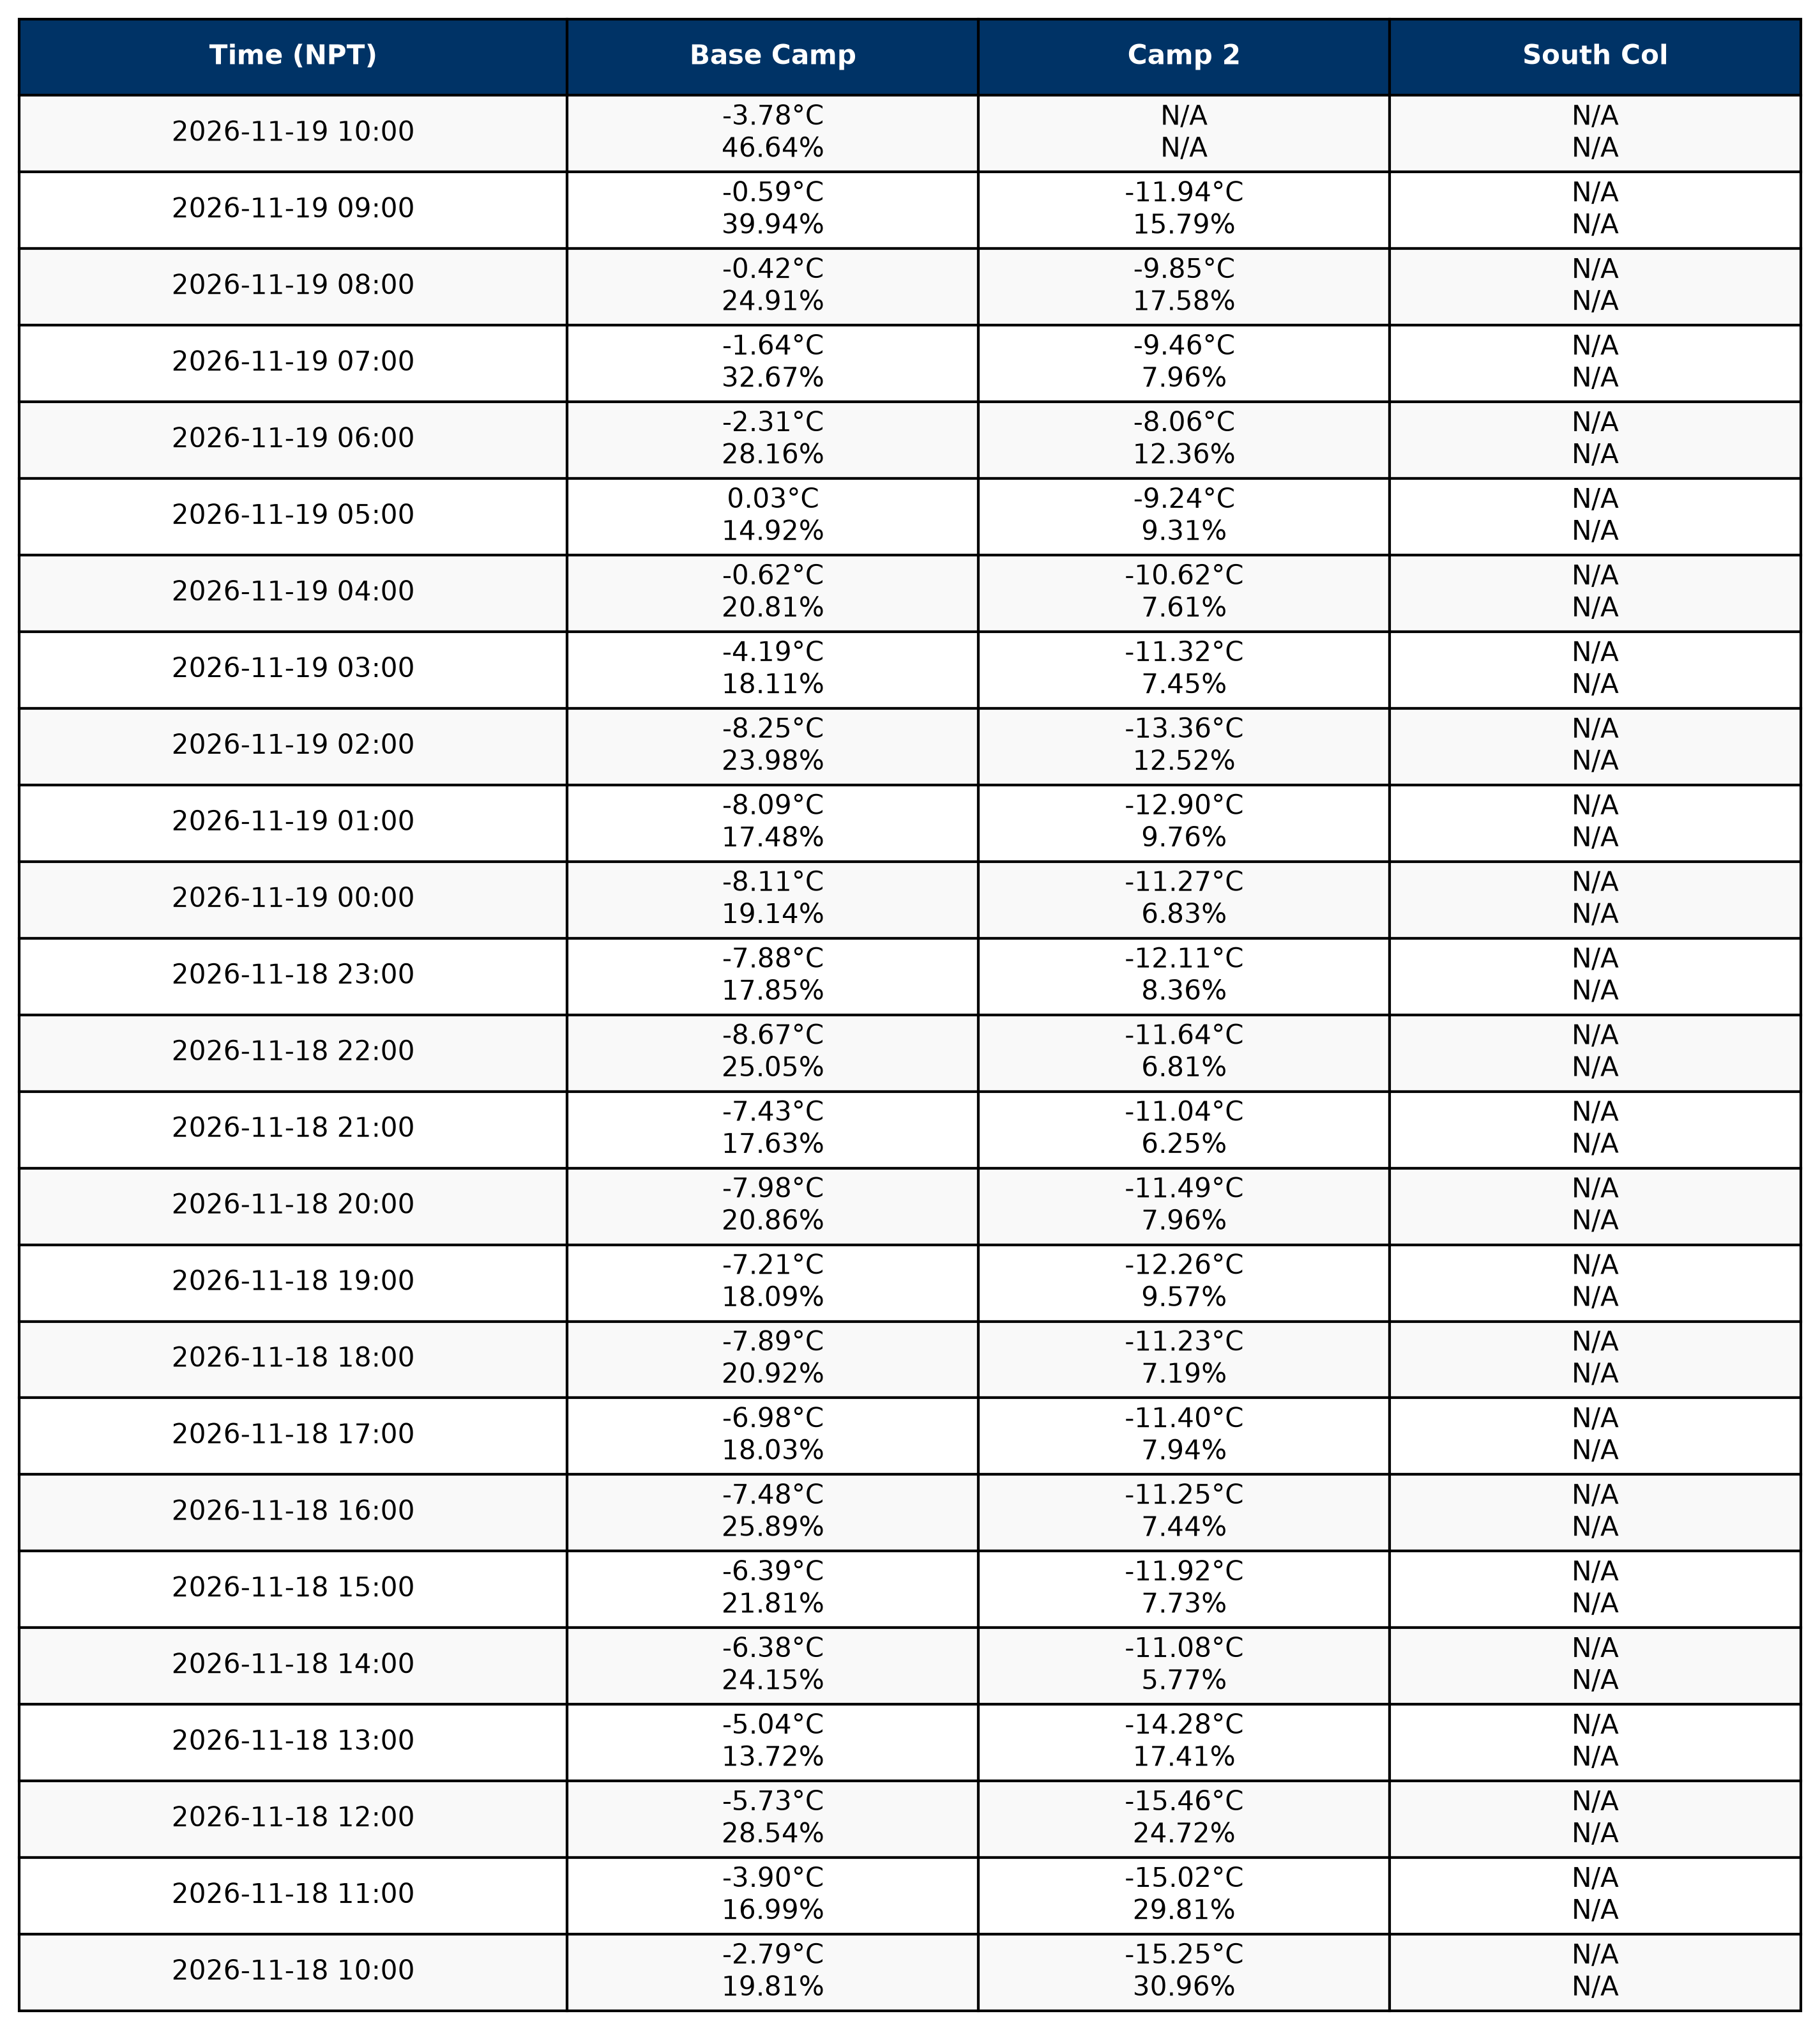 Time (NPT) Base Camp Camp 2 South Col
2026-11-19 10:00 -3.78°C N/A N/A
46.64% N/A N/A
2026-11-19 09:00 -0.59°C -11.94°C N/A
39.94% 15.79% N/A
2026-11-19 08:00 -0.42°C -9.85°C N/A
24.91% 17.58% N/A
2026-11-19 07:00 -1.64°C -9.46°C N/A
32.67% 7.96% N/A
2026-11-19 06:00 -2.31°C -8.06°C N/A
28.16% 12.36% N/A
2026-11-19 05:00 0.03°C -9.24°C N/A
14.92% 9.31% N/A
2026-11-19 04:00 -0.62°C -10.62°C N/A
20.81% 7.61% N/A
2026-11-19 03:00 -4.19°C -11.32°C N/A
18.11% 7.45% N/A
2026-11-19 02:00 -8.25°C -13.36°C N/A
23.98% 12.52% N/A
2026-11-19 01:00 -8.09°C -12.90°C N/A
17.48% 9.76% N/A
2026-11-19 00:00 -8.11°C -11.27°C N/A
19.14% 6.83% N/A
2026-11-18 23:00 -7.88°C -12.11°C N/A
17.85% 8.36% N/A
2026-11-18 22:00 -8.67°C -11.64°C N/A
25.05% 6.81% N/A
2026-11-18 21:00 -7.43°C -11.04°C N/A
17.63% 6.25% N/A
2026-11-18 20:00 -7.98°C -11.49°C N/A
20.86% 7.96% N/A
2026-11-18 19:00 -7.21°C -12.26°C N/A
18.09% 9.57% N/A
2026-11-18 18:00 -7.89°C -11.23°C N/A
20.92% 7.19% N/A
2026-11-18 17:00 -6.98°C -11.40°C N/A
18.03% 7.94% N/A
2026-11-18 16:00 -7.48°C -11.25°C N/A
25.89% 7.44% N/A
2026-11-18 15:00 -6.39°C -11.92°C N/A
21.81% 7.73% N/A
2026-11-18 14:00 -6.38°C -11.08°C N/A
24.15% 5.77% N/A
2026-11-18 13:00 -5.04°C -14.28°C N/A
13.72% 17.41% N/A
2026-11-18 12:00 -5.73°C -15.46°C N/A
28.54% 24.72% N/A
2026-11-18 11:00 -3.90°C -15.02°C N/A
16.99% 29.81% N/A
2026-11-18 10:00 -2.79°C -15.25°C N/A
19.81% 30.96% N/A